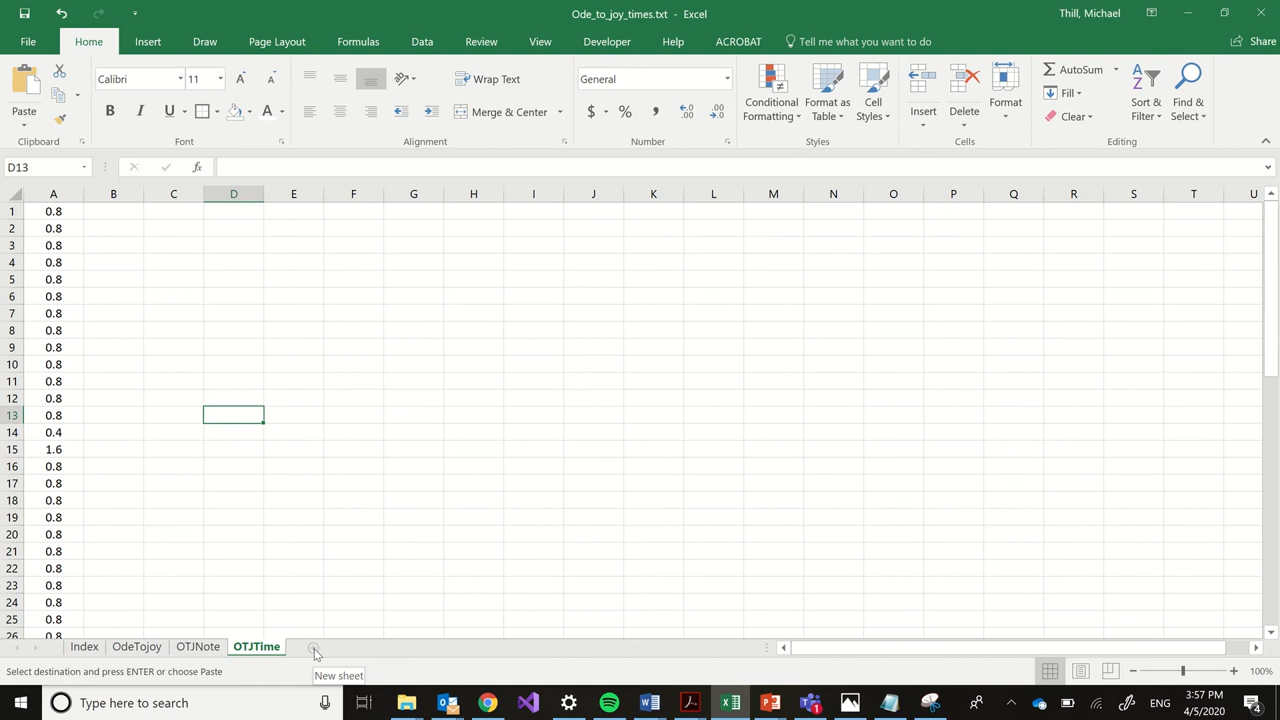 Ode_to_joy_times.txt - Excel
Thill, Michael
File Home Insert Draw Page Layout Formulas Data Review View Developer Help ACROBAT Tell me what you want to do Share
Paste
Clipboard
Calibri 11
B I U A
Font
Wrap Text
Merge & Center
Alignment
General
$ % ,
Number
Conditional Formatting
Format as Table
Cell Styles
Styles
Insert Delete Format
Cells
AutoSum
Fill
Clear
Sort & Filter
Find & Select
Editing
D13 fx
A B C D E F G H I J K L M N O P Q R S T U
1 0.8
2 0.8
3 0.8
4 0.8
5 0.8
6 0.8
7 0.8
8 0.8
9 0.8
10 0.8
11 0.8
12 0.8
13 0.8
14 0.4
15 1.6
16 0.8
17 0.8
18 0.8
19 0.8
20 0.8
21 0.8
22 0.8
23 0.8
24 0.8
25 0.8
26 0.8
Index OdeTojoy OTJNote OTJTime
New sheet
Select destination and press ENTER or choose Paste
100%
Type here to search
ENG
3:57 PM
4/5/2020